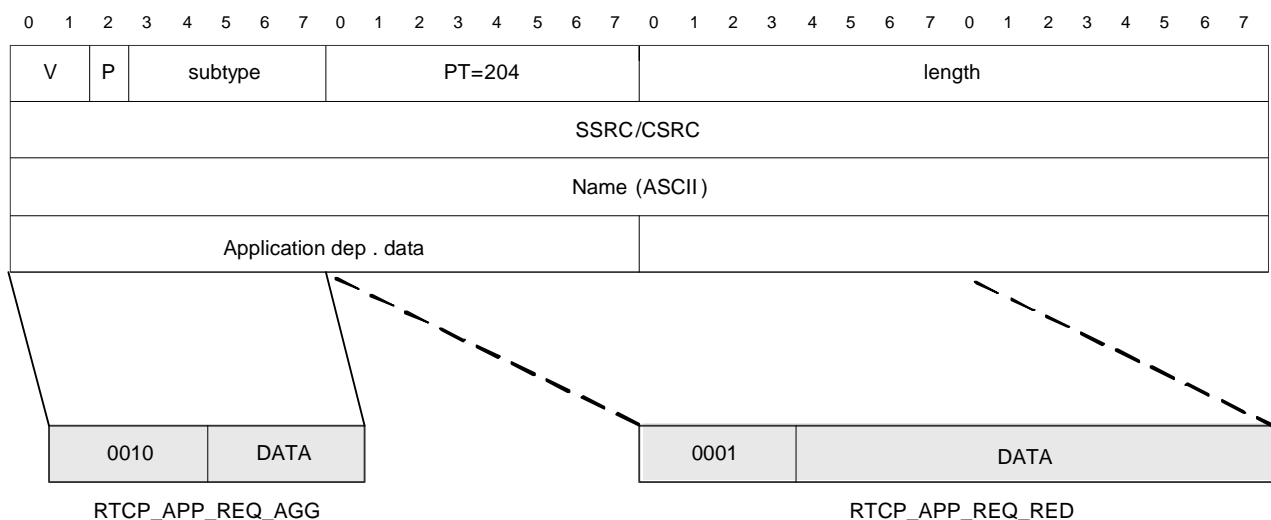 0 1 2 3 4 5 6 7 0 1 2 3 4 5 6 7 0 1 2 3 4 5 6 7 0 1 2 3 4 5 6 7
V P subtype PT=204 length
SSRC/CSRC
Name (ASCII)
Application dep . data
0010 DATA 0001 DATA
RTCP_APP_REQ_AGG RTCP_APP_REQ_RED